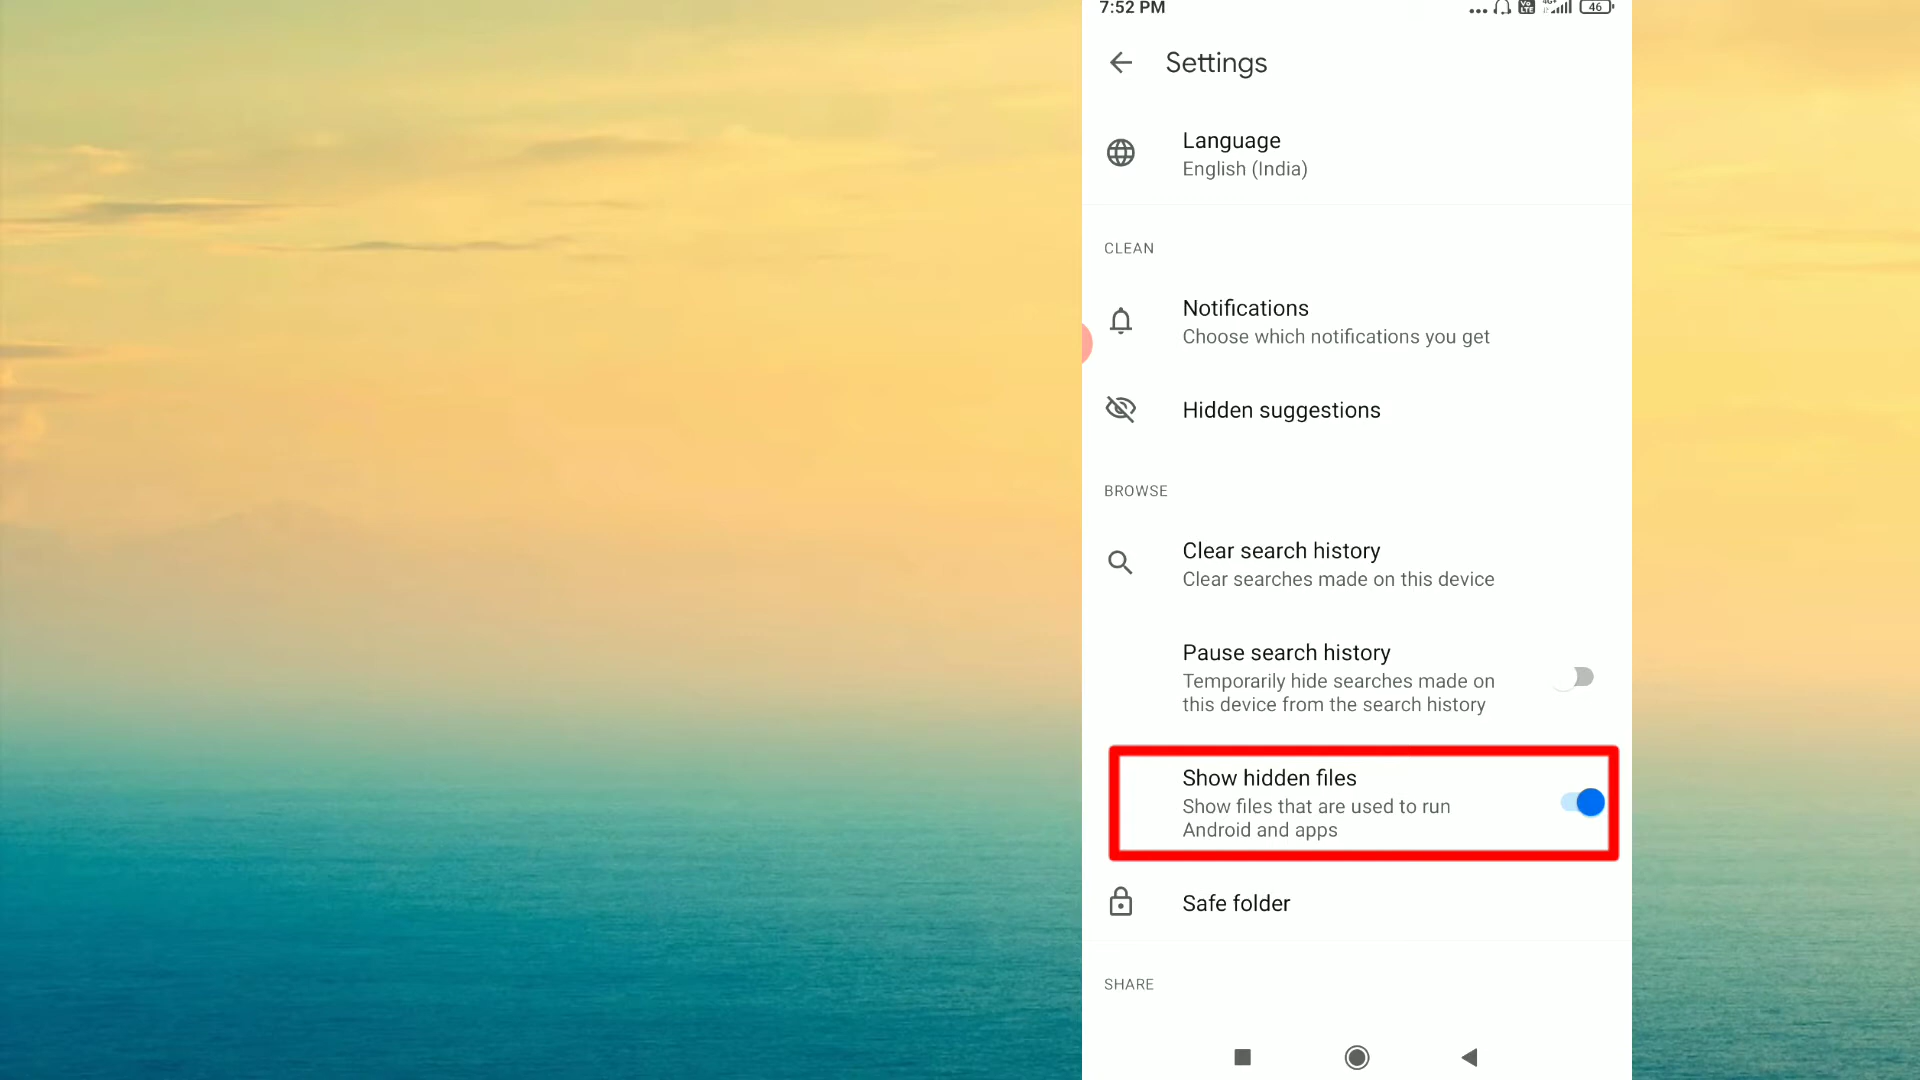 7:52 PM
46
Settings
Language
English (India)
CLEAN
Notifications
Choose which notifications you get
Hidden suggestions
BROWSE
Clear search history
Clear searches made on this device
Pause search history
Temporarily hide searches made on
this device from the search history
Show hidden files
Show files that are used to run
Android and apps
Safe folder
SHARE